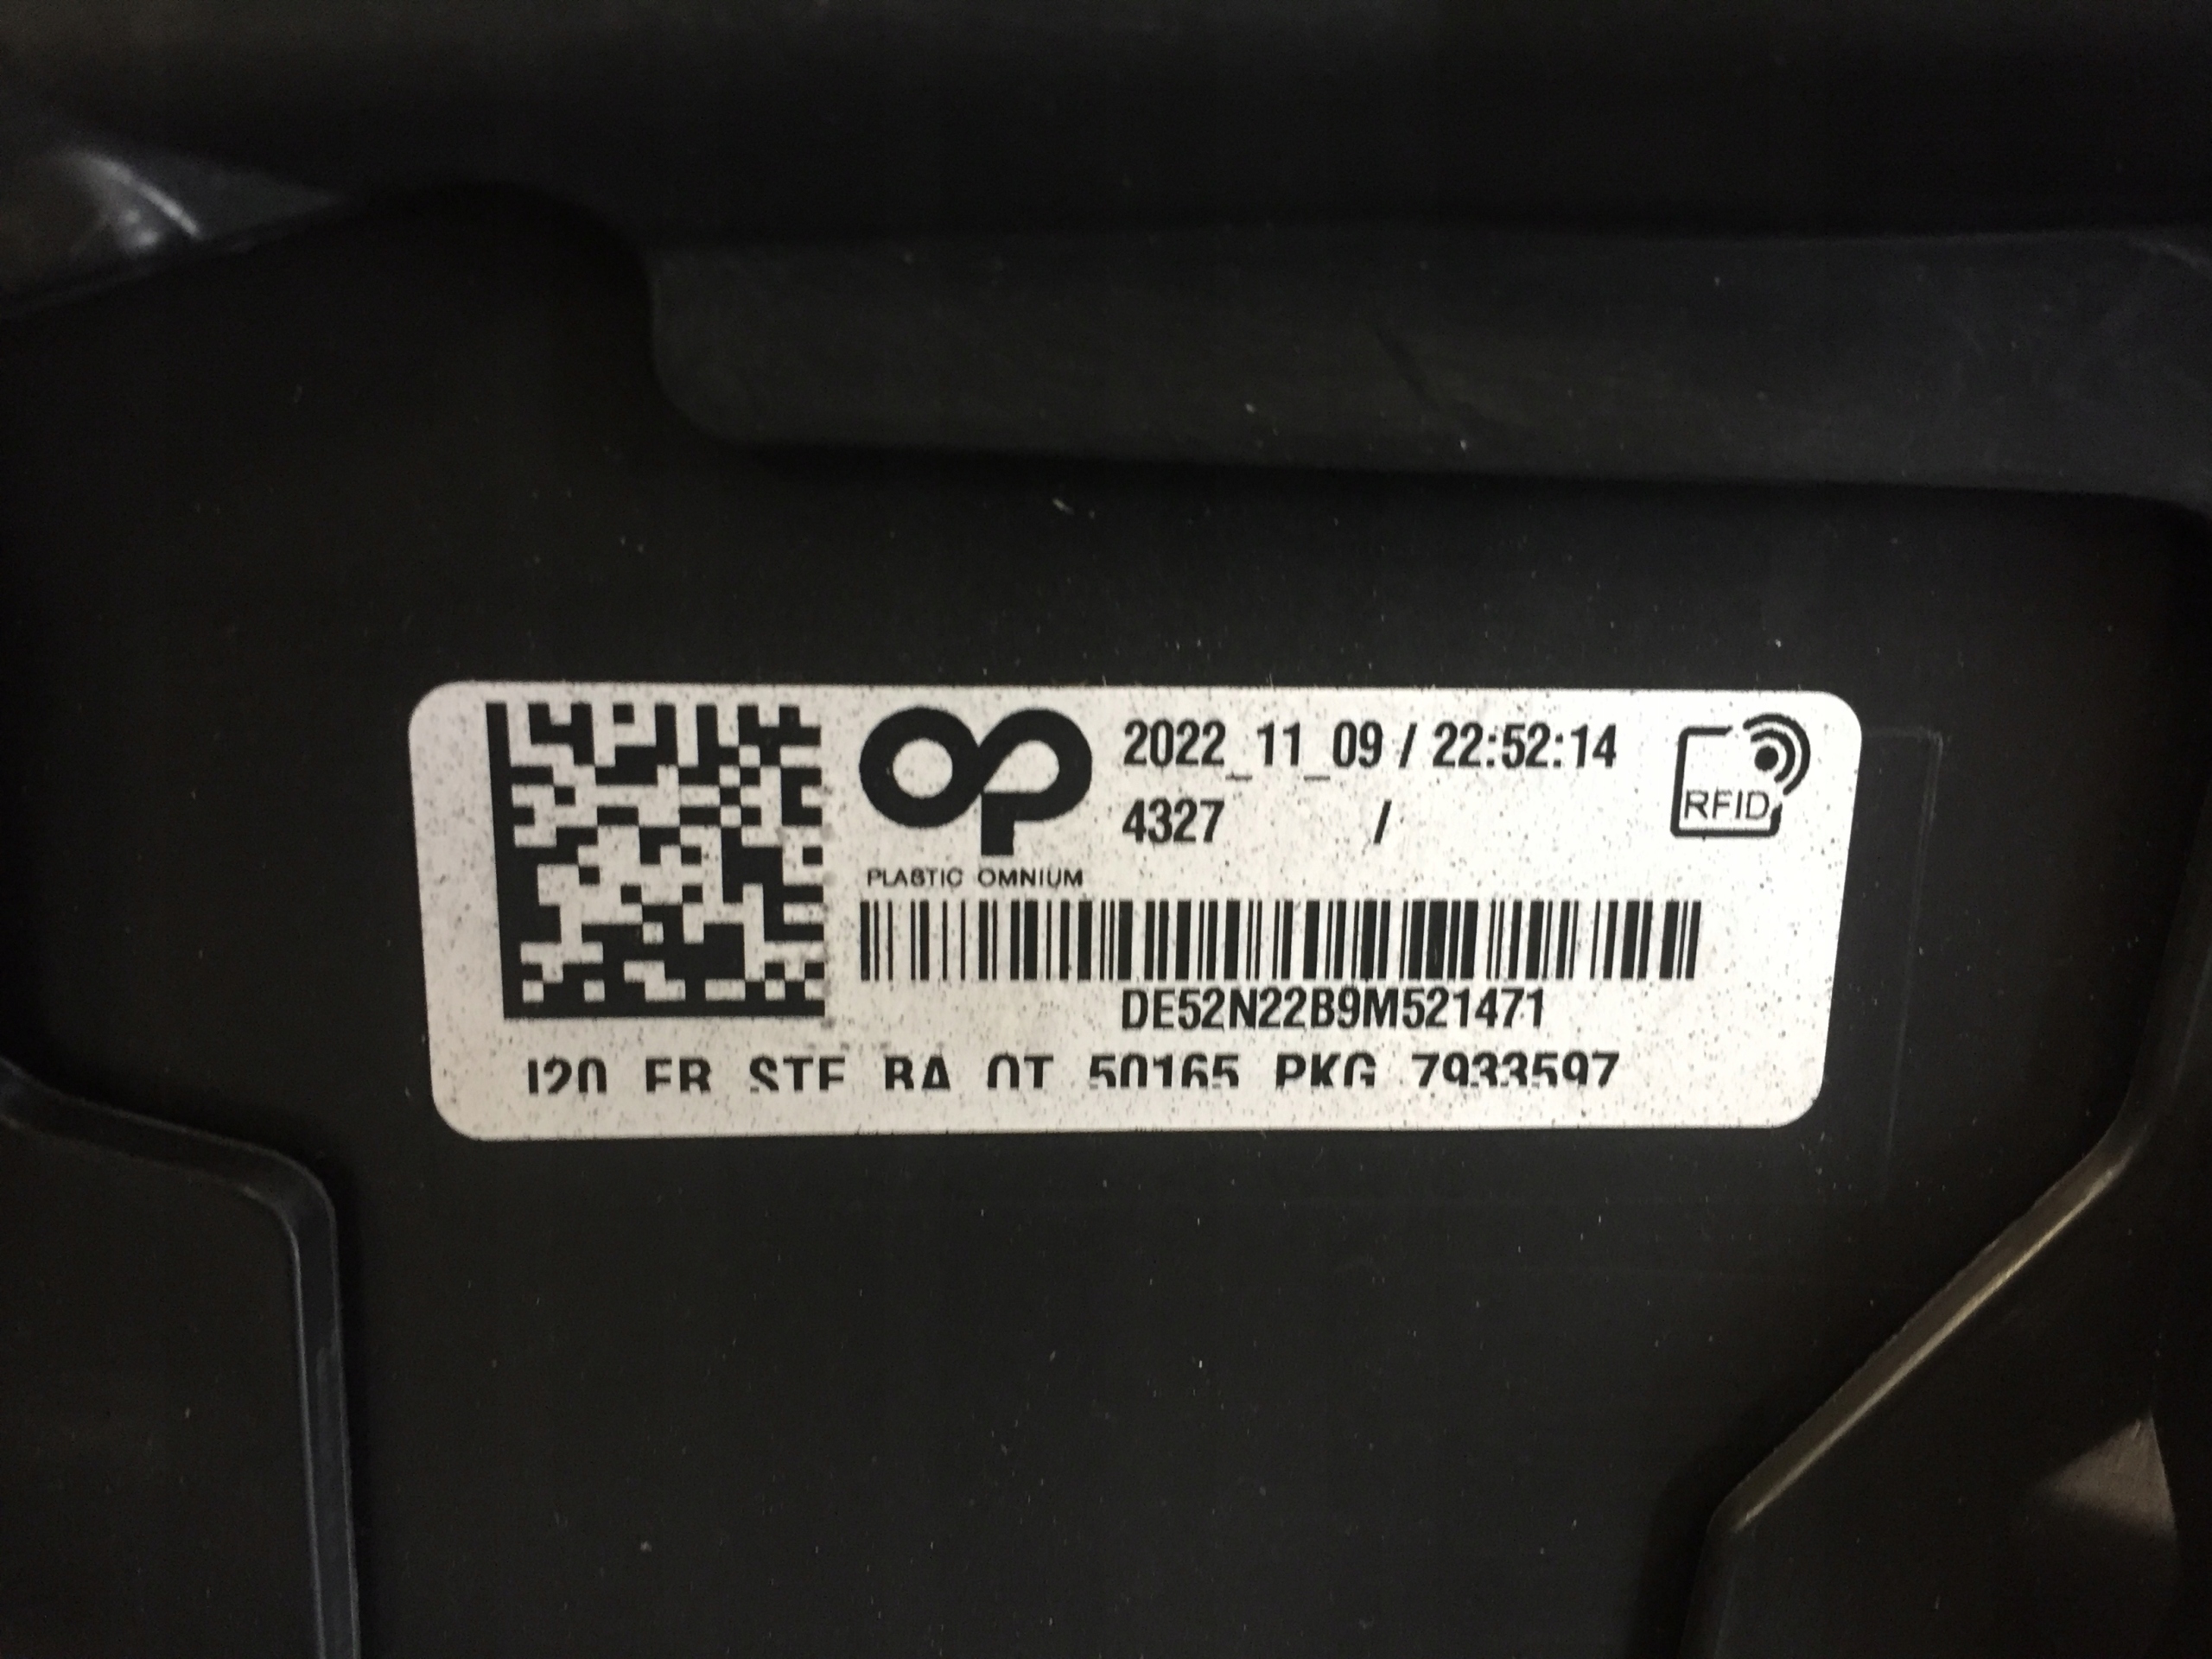 2022_11_09 / 22:52:14
4327 /
RFID
PLASTIC OMNIUM
DE52N22B9M521471
I20 FR STF BA OT 50165 PKG 7933597